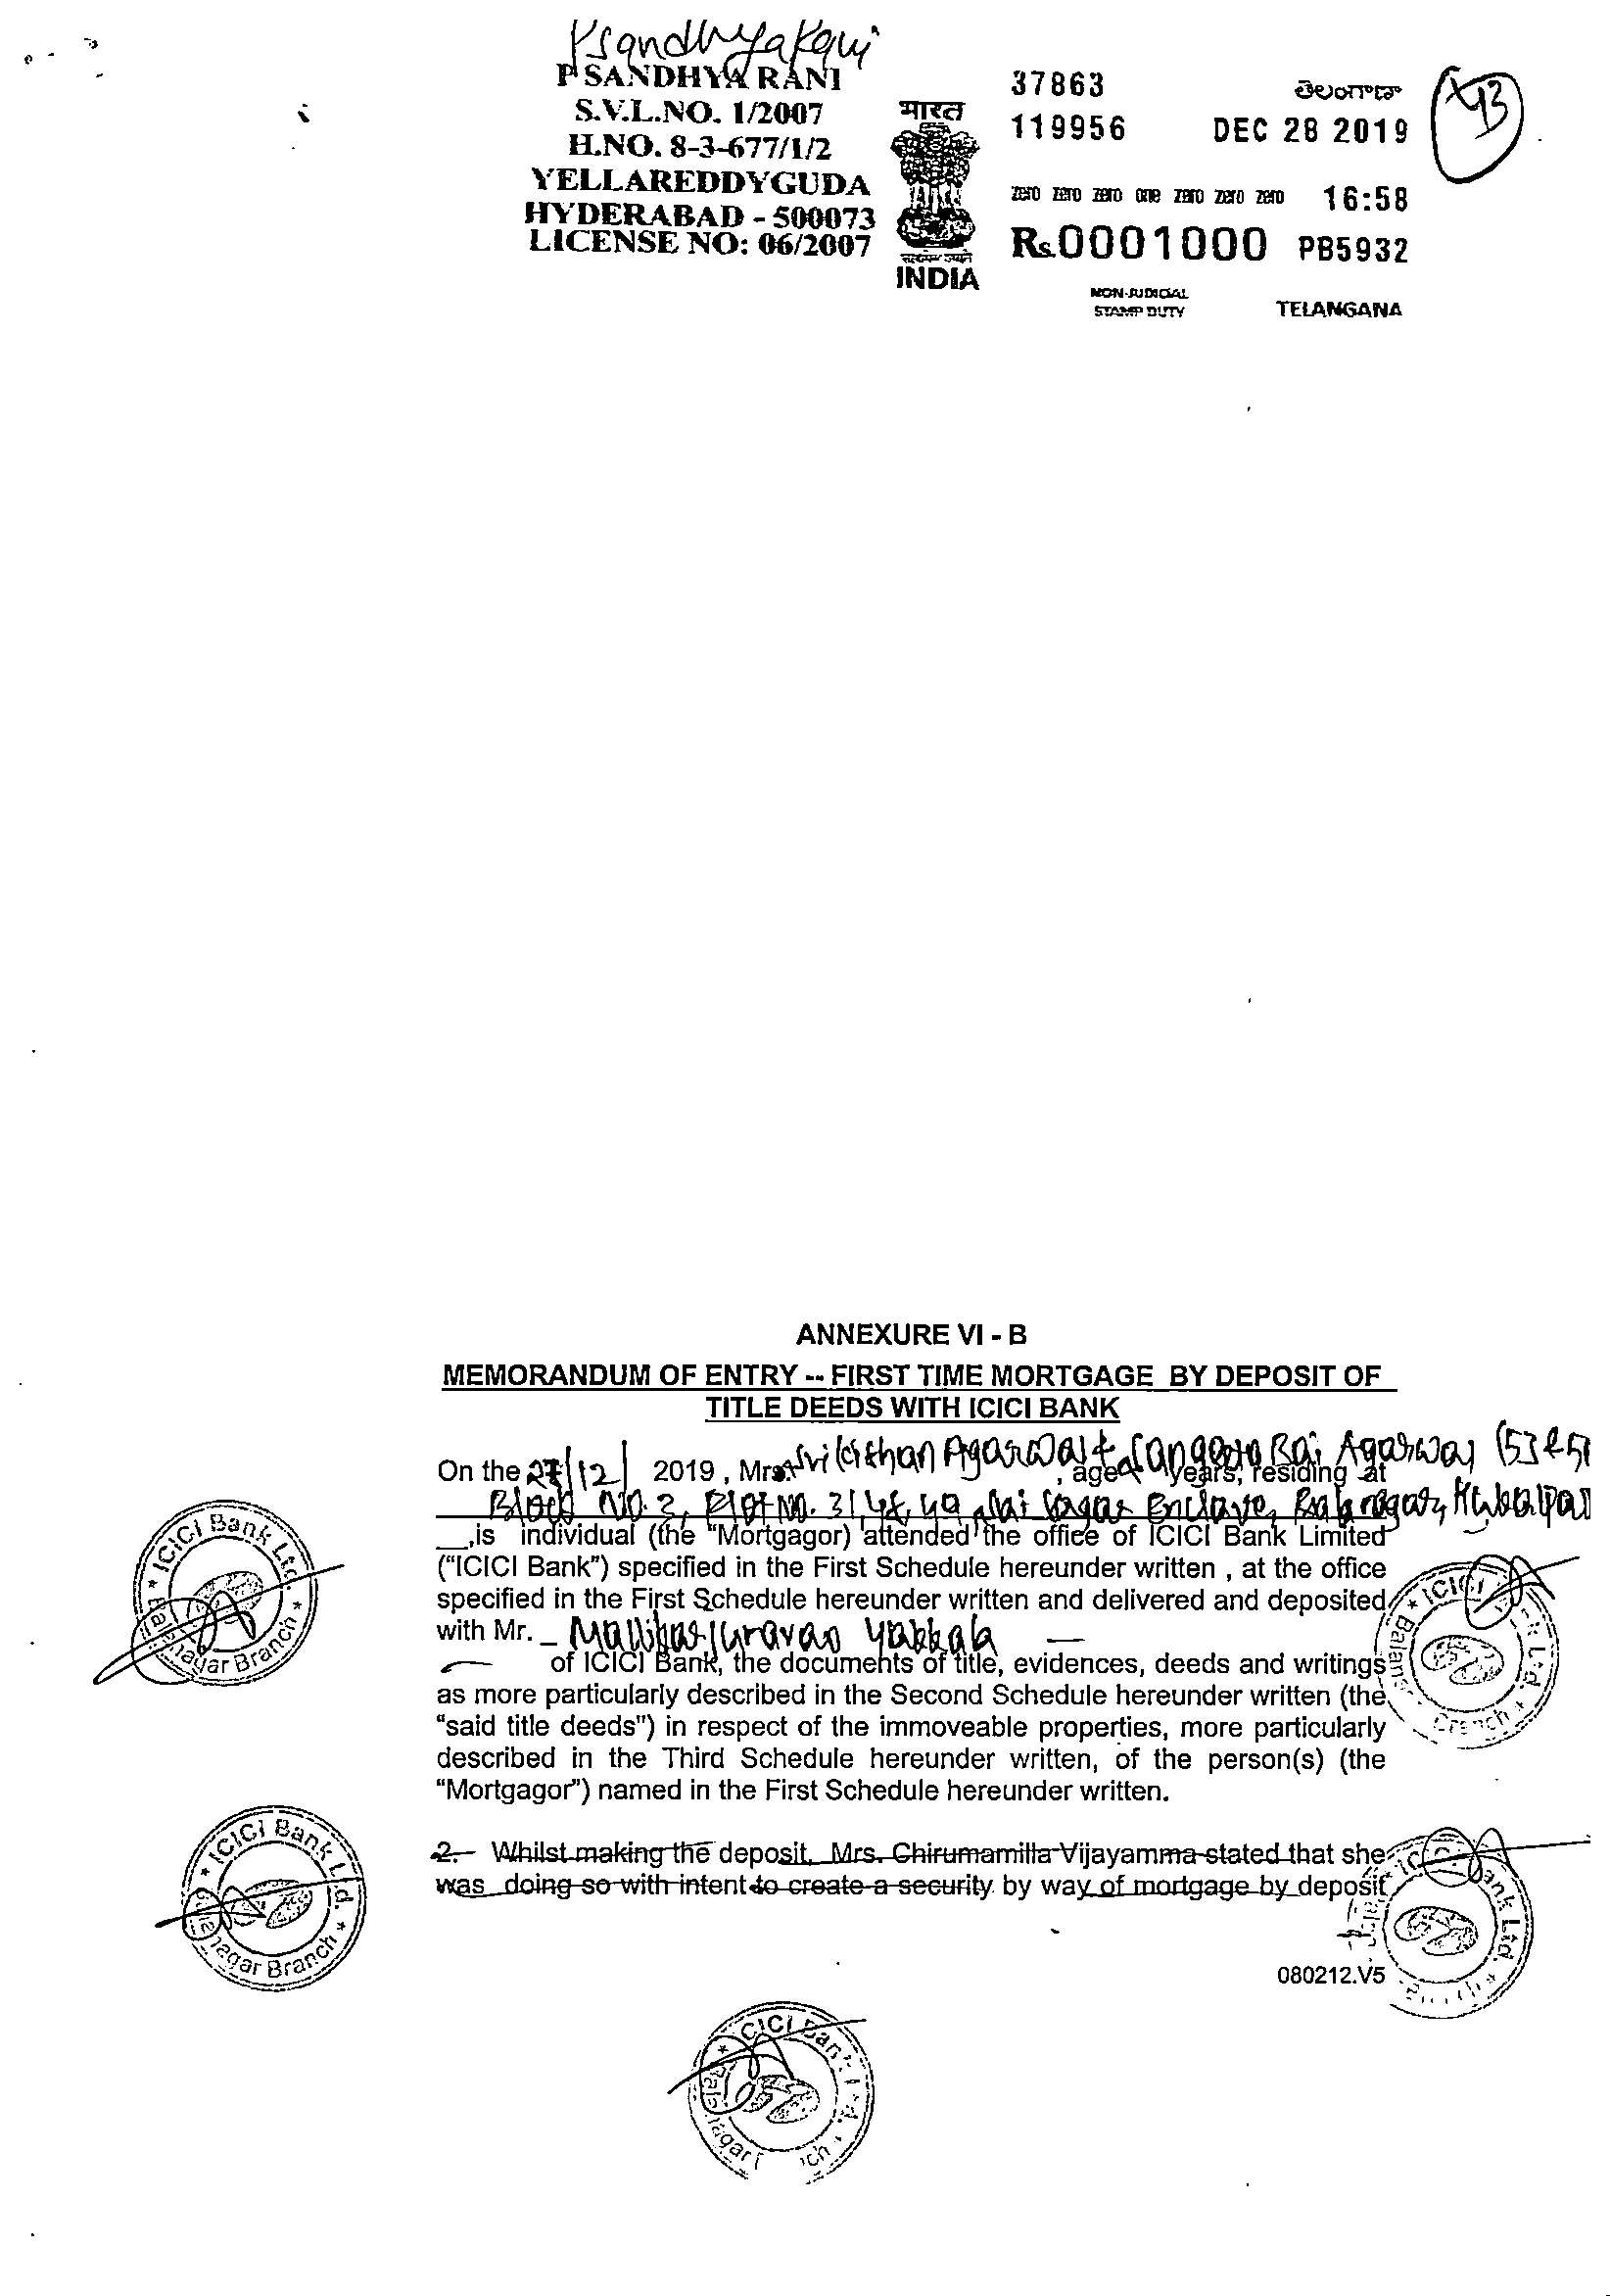 PSandhyaRani
P SANDHYA RANI
S.V.L.NO. 1/2007
H.NO. 8-3-677/1/2
YELLAREDDYGUDA
HYDERABAD - 500073
LICENSE NO: 06/2007
भारत
सत्यमेव जयते
INDIA
37863 తెలంగాణా
119956 DEC 28 2019
zero zero zero one zero zero zero 16:58
Rs.0001000 PB5932
NON-JUDICIAL
STAMP DUTY TELANGANA
ANNEXURE VI - B
MEMORANDUM OF ENTRY -- FIRST TIME MORTGAGE BY DEPOSIT OF
TITLE DEEDS WITH ICICI BANK
On the 27/12/ 2019 , Mrs. Sri Kishan Agarwal & Sangeeta Bai Agarwal (53 & 51 , aged years, residing at
Block No. 3, Plot No. 31, 48, 49, Sai Sagar Enclave, Balanagar, Kukatpall
__,is individual (the “Mortgagor) attended the office of ICICI Bank Limited
(“ICICI Bank”) specified in the First Schedule hereunder written , at the office
specified in the First Schedule hereunder written and delivered and deposited
with Mr. _ Mallikarjunarao Yakkala
of ICICI Bank, the documents of title, evidences, deeds and writings
as more particularly described in the Second Schedule hereunder written (the
“said title deeds”) in respect of the immoveable properties, more particularly
described in the Third Schedule hereunder written, of the person(s) (the
“Mortgagor”) named in the First Schedule hereunder written.
2. Whilst making the deposit, Mrs. Chirumamilla Vijayamma stated that she
was doing so with intent to create a security by way of mortgage by deposit
080212.V5
ICICI Bank Ltd. * Balanagar Branch *
ICICI Bank Ltd. * Balanagar Branch *
ICICI Bank Ltd. * Balanagar Branch *
ICICI Bank Ltd.
ICICI Bank Ltd. * Balanagar